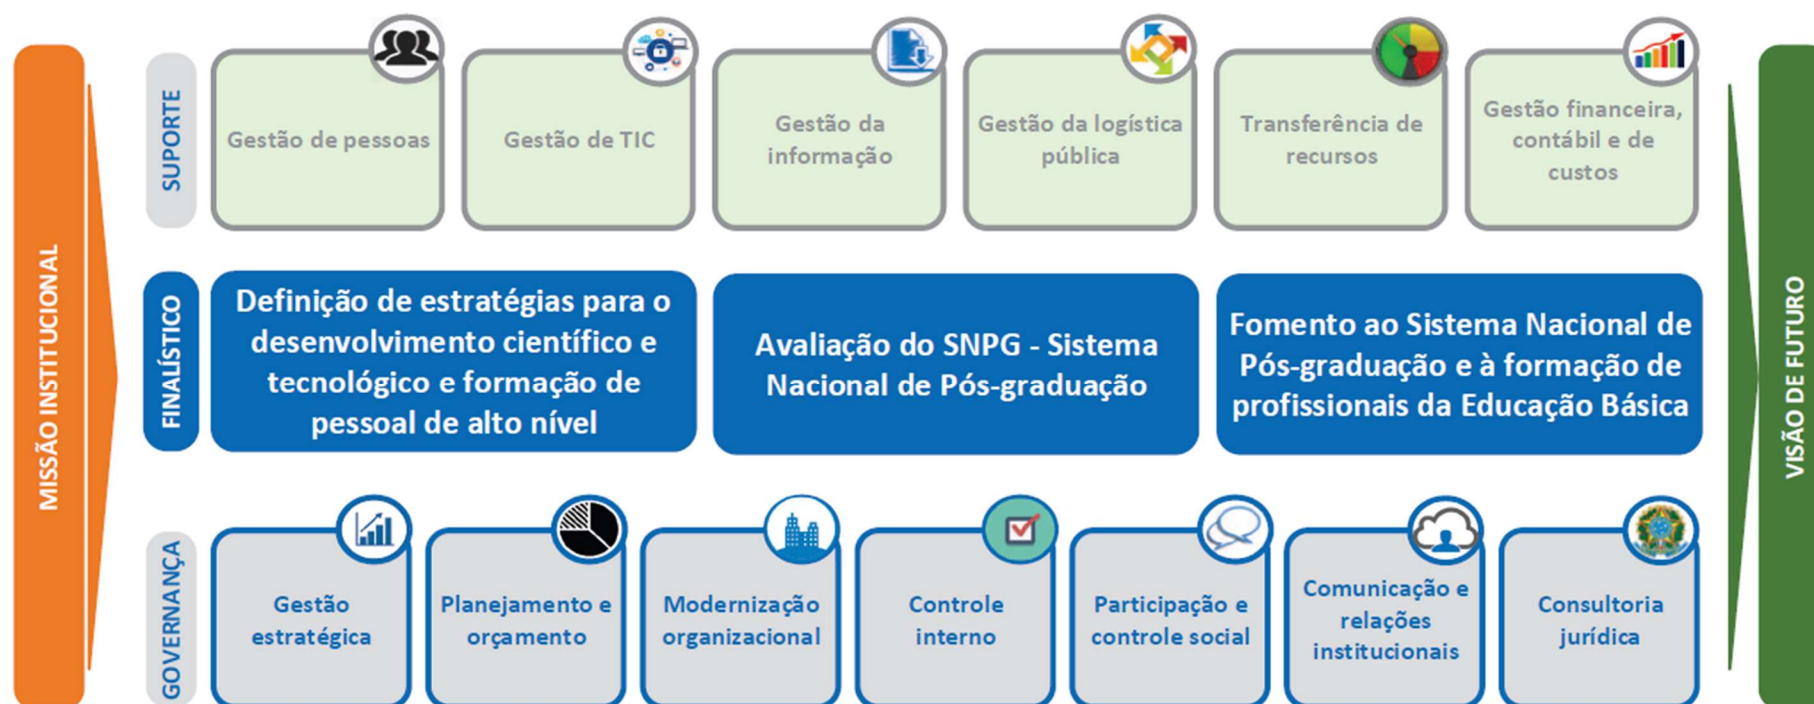 MISSÃO INSTITUCIONAL
SUPORTE
Gestão de pessoas
Gestão de TIC
Gestão da
informação
Gestão da logística
pública
Transferência de
recursos
Gestão financeira,
contábil e de
custos
FINALÍSTICO
Definição de estratégias para o
desenvolvimento científico e
tecnológico e formação de
pessoal de alto nível
Avaliação do SNPG - Sistema
Nacional de Pós-graduação
Fomento ao Sistema Nacional de
Pós-graduação e à formação de
profissionais da Educação Básica
GOVERNANÇA
Gestão
estratégica
Planejamento e
orçamento
Modernização
organizacional
Controle
interno
Participação e
controle social
Comunicação e
relações
institucionais
Consultoria
jurídica
VISÃO DE FUTURO